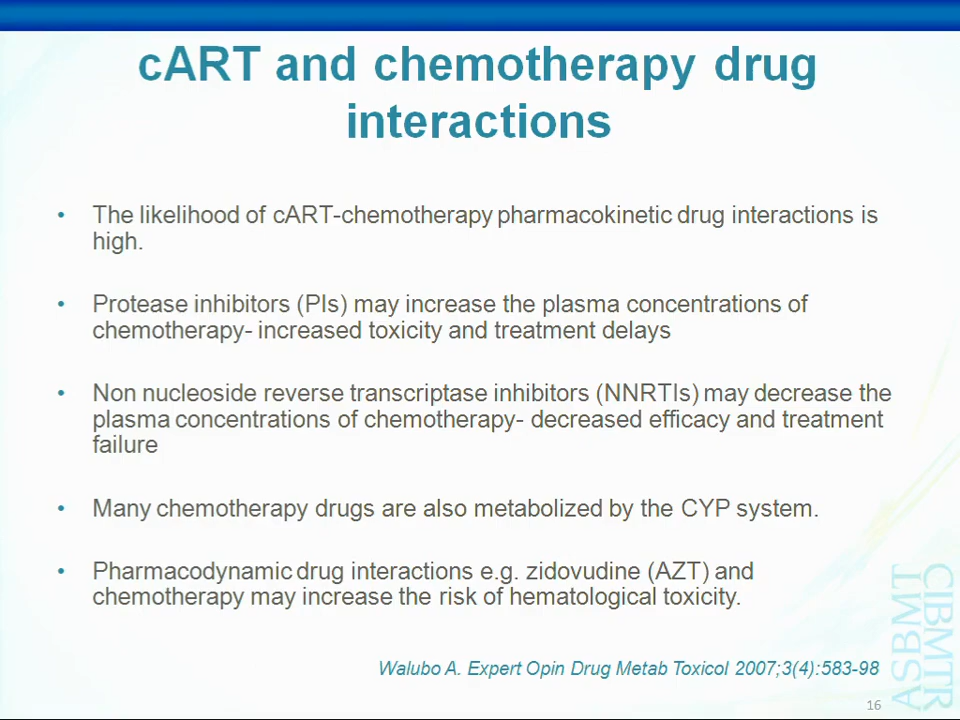 cART and chemotherapy drug
interactions
• The likelihood of cART-chemotherapy pharmacokinetic drug interactions is
high.
• Protease inhibitors (PIs) may increase the plasma concentrations of
chemotherapy- increased toxicity and treatment delays
• Non nucleoside reverse transcriptase inhibitors (NNRTIs) may decrease the
plasma concentrations of chemotherapy- decreased efficacy and treatment
failure
• Many chemotherapy drugs are also metabolized by the CYP system.
• Pharmacodynamic drug interactions e.g. zidovudine (AZT) and
chemotherapy may increase the risk of hematological toxicity.
Walubo A. Expert Opin Drug Metab Toxicol 2007;3(4):583-98
ASBMT
CIBMTR
16